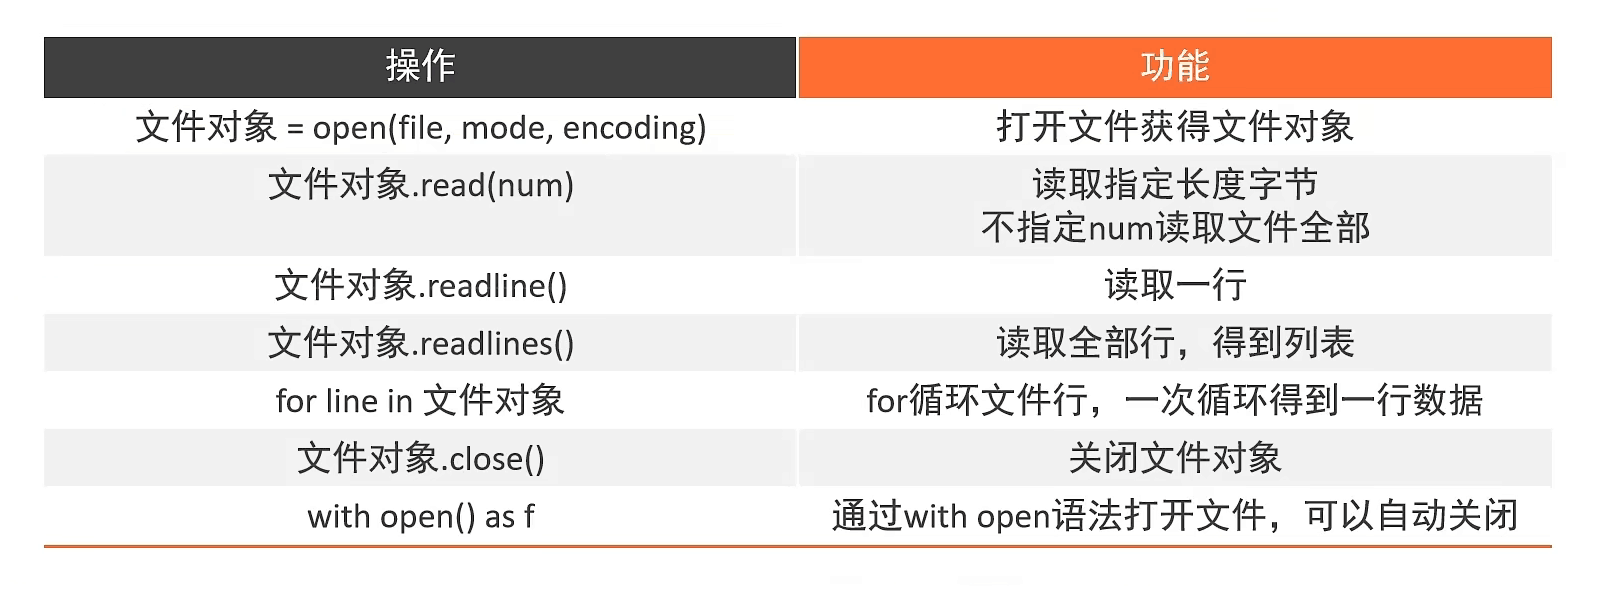 操作 功能
文件对象 = open(file, mode, encoding) 打开文件获得文件对象
文件对象.read(num) 读取指定长度字节
不指定num读取文件全部
文件对象.readline() 读取一行
文件对象.readlines() 读取全部行，得到列表
for line in 文件对象 for循环文件行，一次循环得到一行数据
文件对象.close() 关闭文件对象
with open() as f 通过with open语法打开文件，可以自动关闭